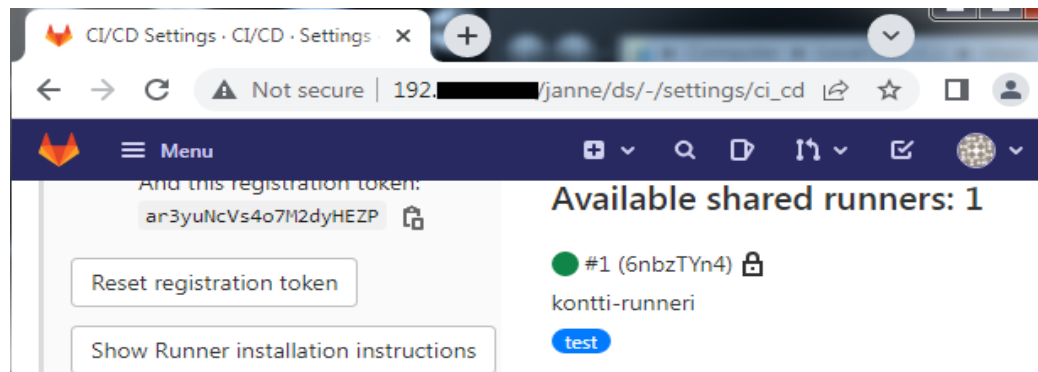 CI/CD Settings · CI/CD · Settings ·
Not secure | 192. /janne/ds/-/settings/ci_cd
Menu
And this registration token:
ar3yuNcVs4o7M2dyHEZP
Reset registration token
Show Runner installation instructions
Available shared runners: 1
#1 (6nbzTYn4)
kontti-runneri
test